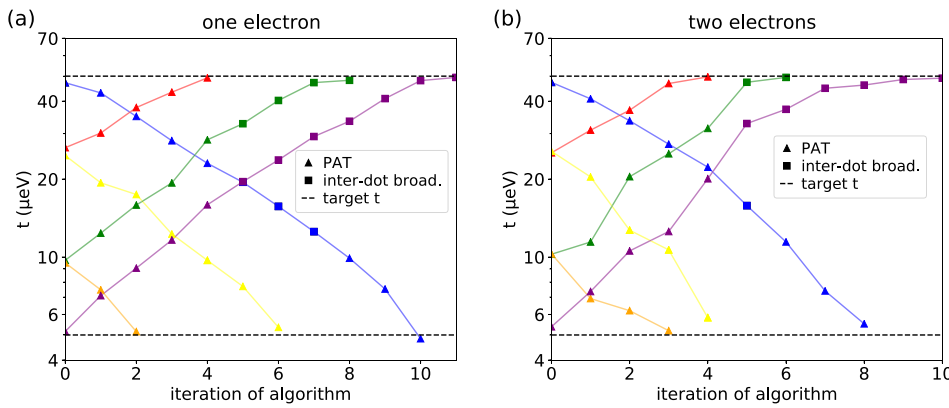 (a)
one electron
70
40
20
10
6
4
t (μeV)
PAT
inter-dot broad.
target t
0
2
4
6
8
10
iteration of algorithm
(b)
two electrons
70
40
20
10
6
4
t (μeV)
PAT
inter-dot broad.
target t
0
2
4
6
8
10
iteration of algorithm